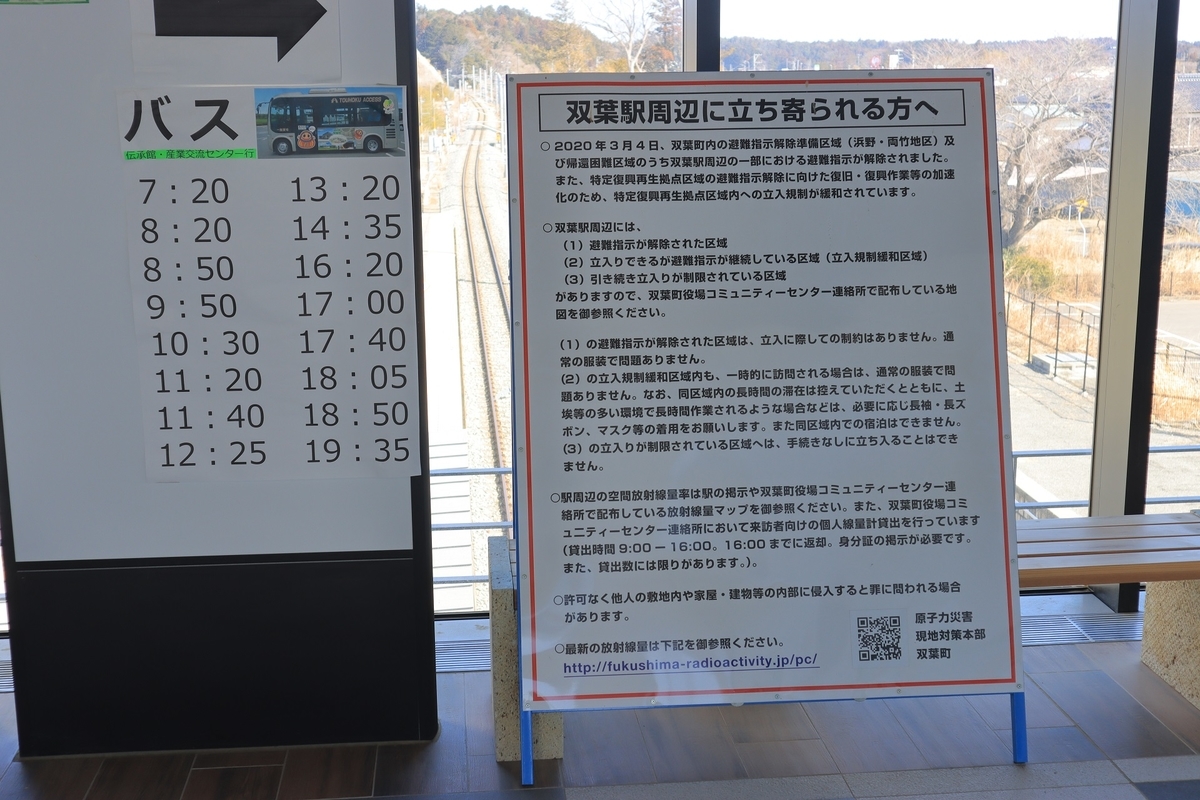 バス
TOUHOKU ACCESS
伝承館・産業交流センター行
7:20 13:20
8:20 14:35
8:50 16:20
9:50 17:00
10:30 17:40
11:20 18:05
11:40 18:50
12:25 19:35
双葉駅周辺に立ち寄られる方へ
○2020年3月4日、双葉町内の避難指示解除準備区域（浜野・両竹地区）及
び帰還困難区域のうち双葉駅周辺の一部における避難指示が解除されました。
また、特定復興再生拠点区域の避難指示解除に向けた復旧・復興作業等の加速
化のため、特定復興再生拠点区域内への立入規制が緩和されています。
○双葉駅周辺には、
（1）避難指示が解除された区域
（2）立入りできるが避難指示が継続している区域（立入規制緩和区域）
（3）引き続き立入りが制限されている区域
がありますので、双葉町役場コミュニティーセンター連絡所で配布している地
図を御参照ください。
（1）の避難指示が解除された区域は、立入に際しての制約はありません。通
常の服装で問題ありません。
（2）の立入規制緩和区域内も、一時的に訪問される場合は、通常の服装で問
題ありません。なお、同区域内の長時間の滞在は控えていただくとともに、土
埃等の多い環境で長時間作業されるような場合などは、必要に応じ長袖・長ズ
ボン、マスク等の着用をお願いします。また同区域内での宿泊はできません。
（3）の立入りが制限されている区域へは、手続きなしに立ち入ることはでき
ません。
○駅周辺の空間放射線量率は駅の掲示や双葉町役場コミュニティーセンター連
絡所で配布している放射線量マップを御参照ください。また、双葉町役場コミ
ュニティーセンター連絡所において来訪者向けの個人線量計貸出を行っています
（貸出時間9:00－16:00。16:00までに返却。身分証の掲示が必要です。
また、貸出数には限りがあります。）。
○許可なく他人の敷地内や家屋・建物等の内部に侵入すると罪に問われる場合
があります。
○最新の放射線量は下記を御参照ください。
http://fukushima-radioactivity.jp/pc/
原子力災害
現地対策本部
双葉町